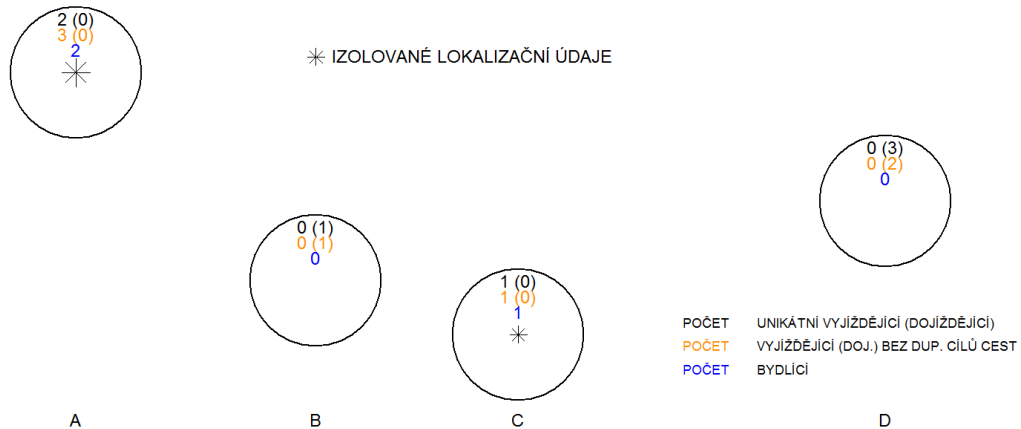 2 (0)
3 (0)
2
IZOLOVANÉ LOKALIZAČNÍ ÚDAJE
0 (3)
0 (2)
0
0 (1)
0 (1)
0
1 (0)
1 (0)
1
POČET UNIKÁTNÍ VYJÍŽDĚJÍCÍ (DOJÍŽDĚJÍCÍ)
POČET VYJÍŽDĚJÍCÍ (DOJ.) BEZ DUP. CÍLŮ CEST
POČET BYDLÍCÍ
A B C D